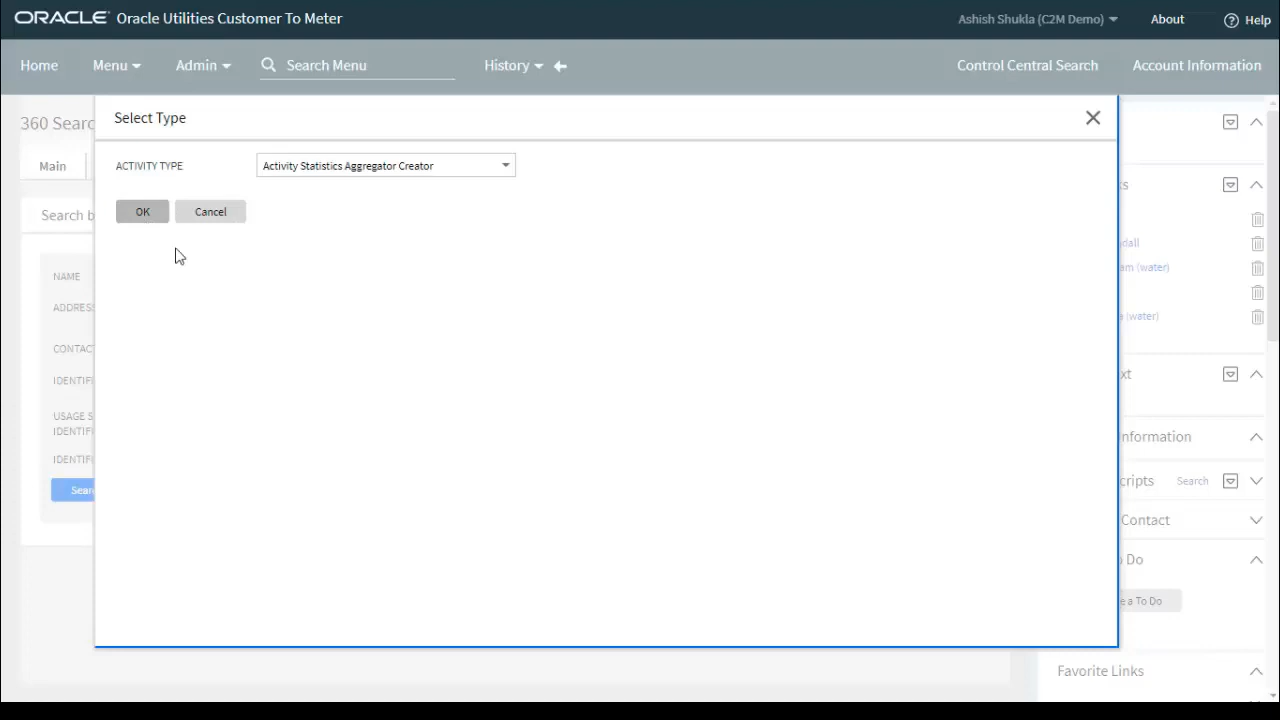 ORACLE® Oracle Utilities Customer To Meter
Ashish Shukla (C2M Demo)
About
Help
Home
Menu
Admin
Search Menu
History
Control Central Search
Account Information
360 Searc
Select Type
Main
ACTIVITY TYPE
Activity Statistics Aggregator Creator
OK
Cancel
Search b
NAME
ADDRESS
CONTACT
IDENTIFI
USAGE S
IDENTIFI
IDENTIFI
Sear
ks
dall
am (water)
e (water)
xt
nformation
cripts
Search
Contact
o Do
e a To Do
Favorite Links